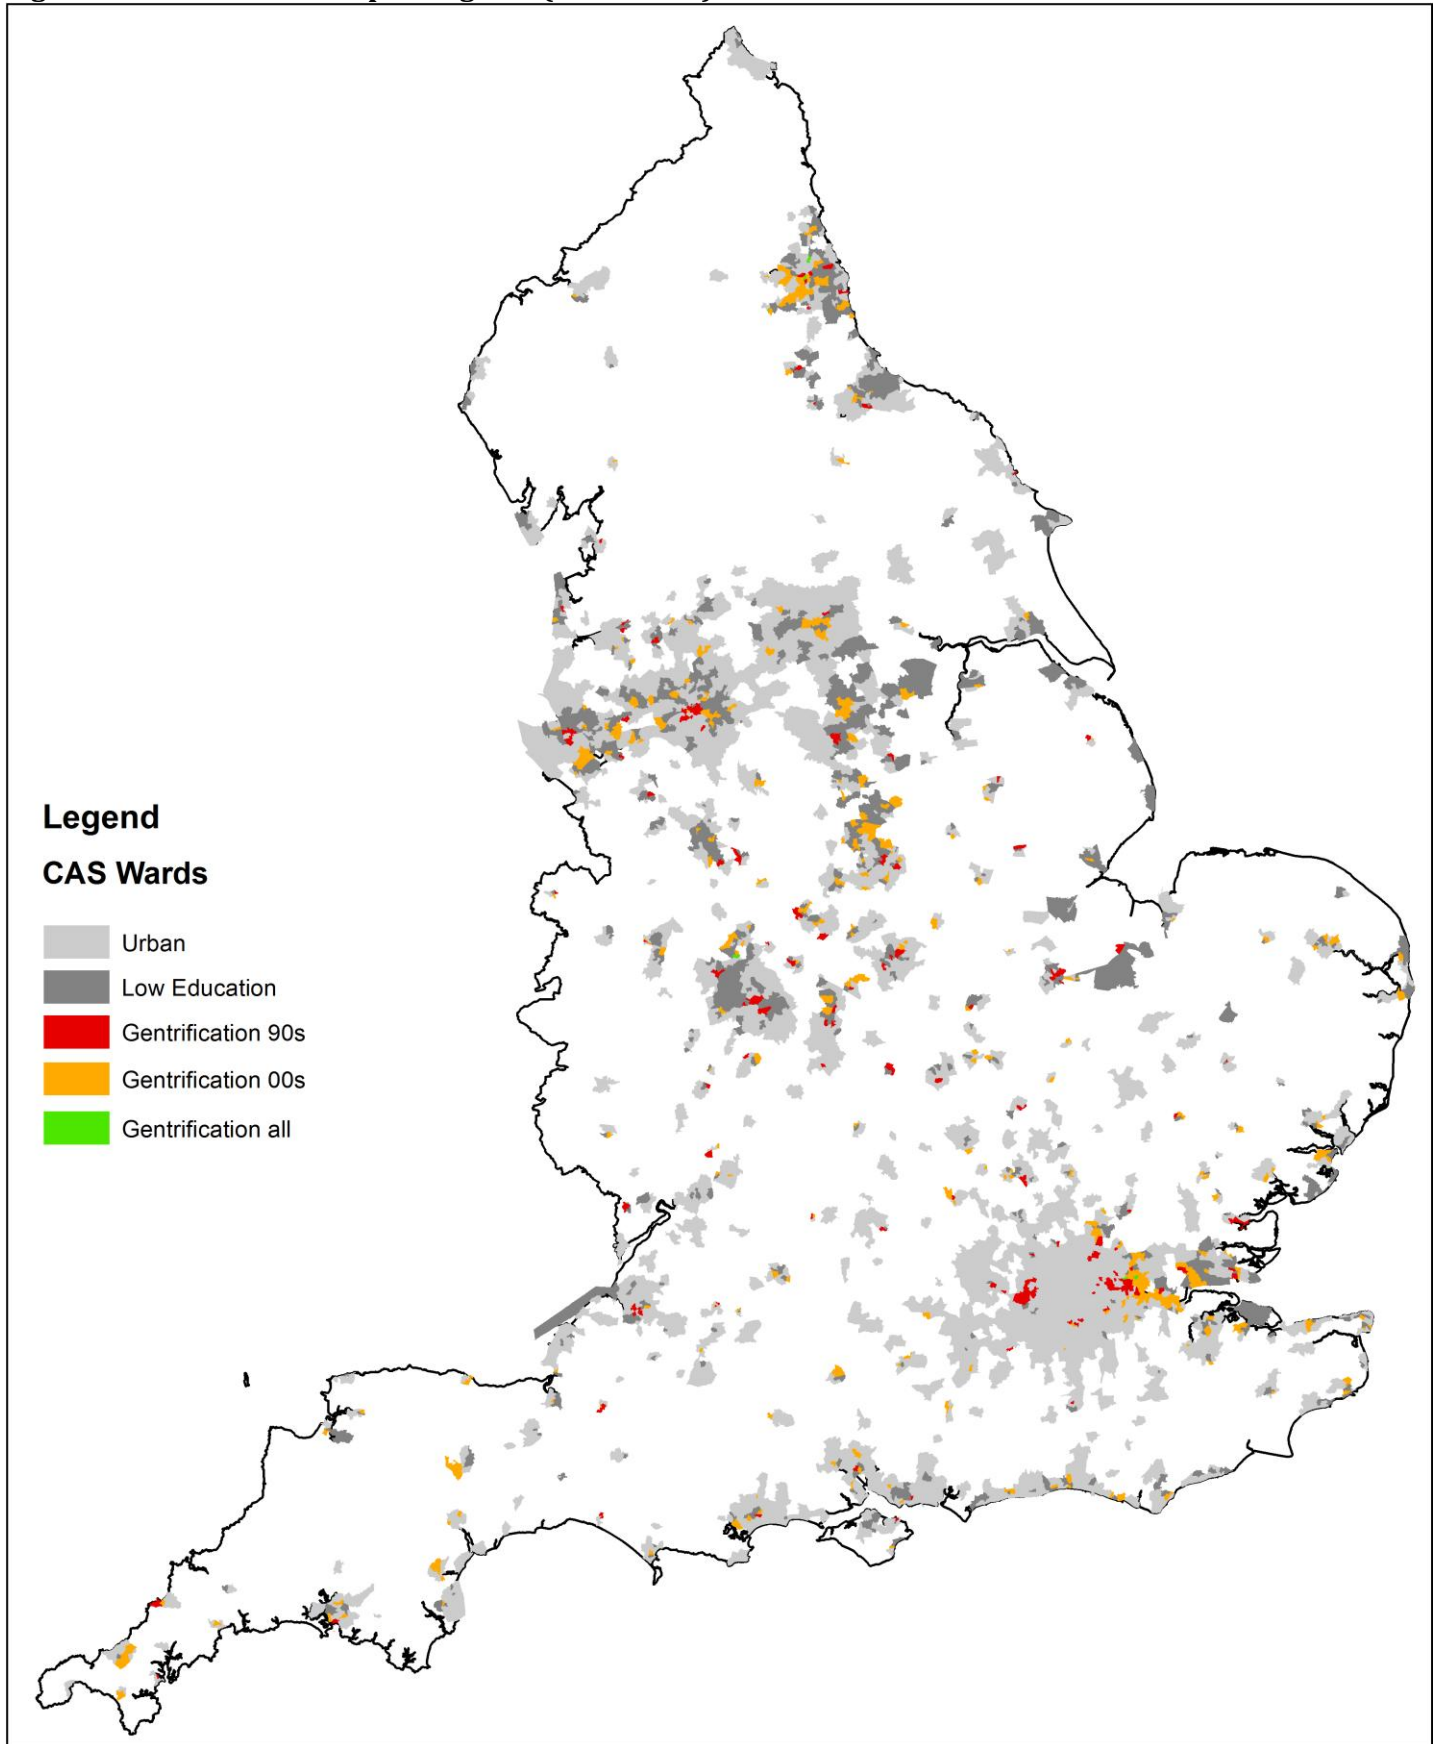 Legend
CAS Wards
Urban
Low Education
Gentrification 90s
Gentrification 00s
Gentrification all